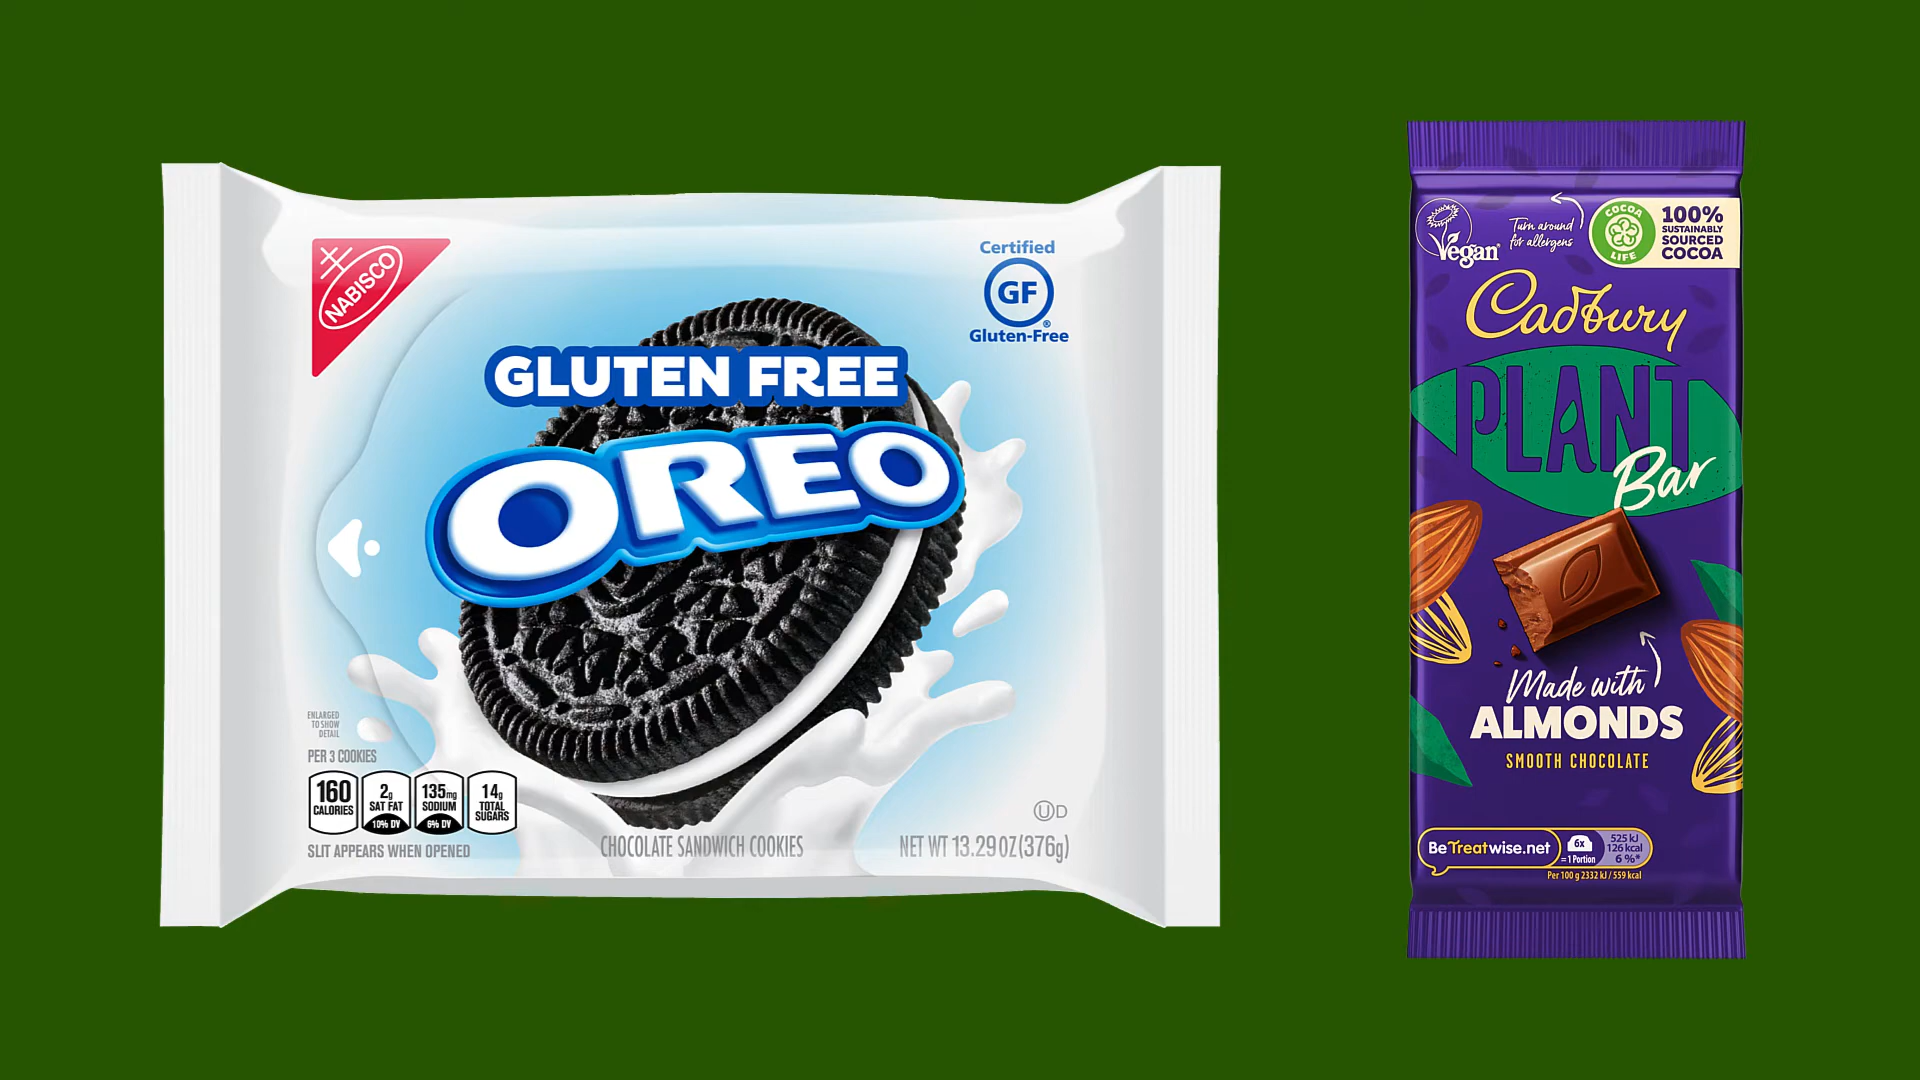 NABISCO
Certified
GF
Gluten-Free
GLUTEN FREE
OREO
ENLARGED
TO SHOW
DETAIL
PER 3 COOKIES
160
CALORIES
2g
SAT FAT
10% DV
135mg
SODIUM
6% DV
14g
TOTAL
SUGARS
SLIT APPEARS WHEN OPENED
CHOCOLATE SANDWICH COOKIES
U D
NET WT 13.29 OZ (376g)
Vegan
Turn around
for allergens
COCOA
LIFE
100%
SUSTAINABLY
SOURCED
COCOA
Cadbury
PLANT
Bar
Made with
ALMONDS
SMOOTH CHOCOLATE
BeTreatwise.net
6x
= 1 Portion
525 kJ
126 kcal
6 %*
Per 100 g 2332 kJ / 559 kcal